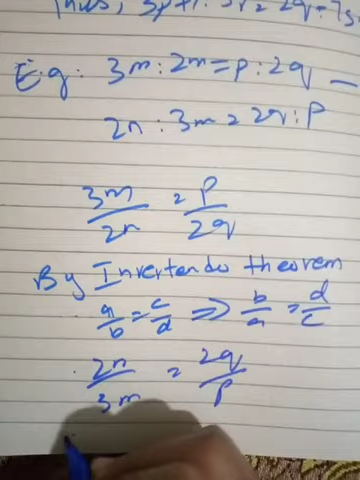 Eg: 3m : 2n = p : 2q –
2n : 3m = 2q : p
3m/2n = p/2q
By Invertendo theorem
a/b = c/d ⇒ b/a = d/c
2n/3m = 2q/p